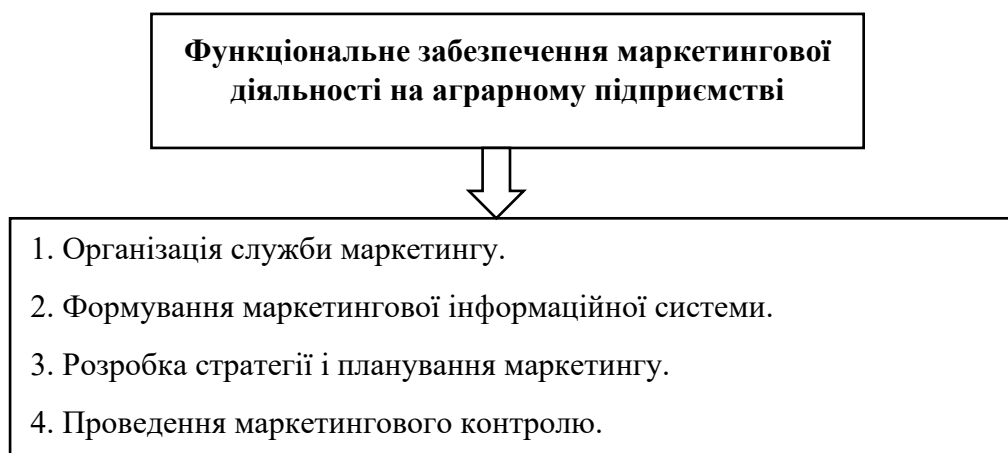 Функціональне забезпечення маркетингової
діяльності на аграрному підприємстві
1. Організація служби маркетингу.
2. Формування маркетингової інформаційної системи.
3. Розробка стратегії і планування маркетингу.
4. Проведення маркетингового контролю.